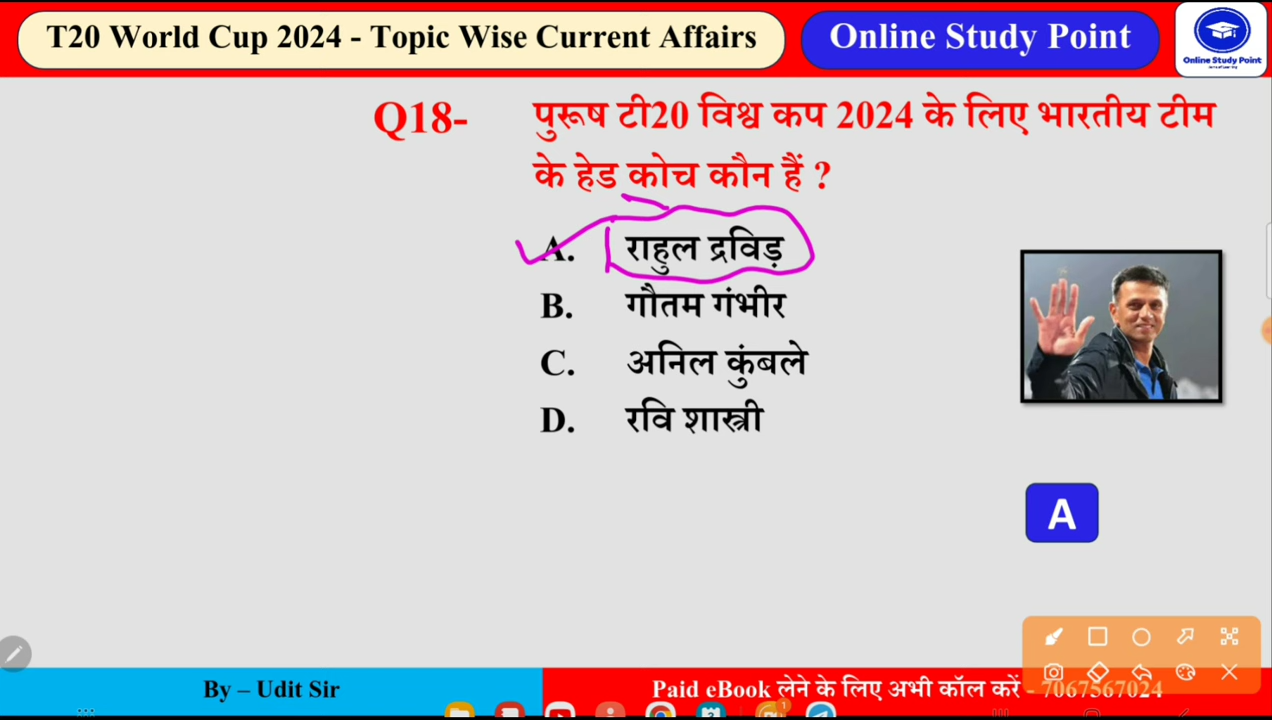 T20 World Cup 2024 - Topic Wise Current Affairs
Online Study Point
Online Study Point
Q18- पुरूष टी20 विश्व कप 2024 के लिए भारतीय टीम
के हेड कोच कौन हैं ?
A. राहुल द्रविड़
B. गौतम गंभीर
C. अनिल कुंबले
D. रवि शास्त्री
A
By – Udit Sir
Paid eBook लेने के लिए अभी कॉल करें - 7067567024